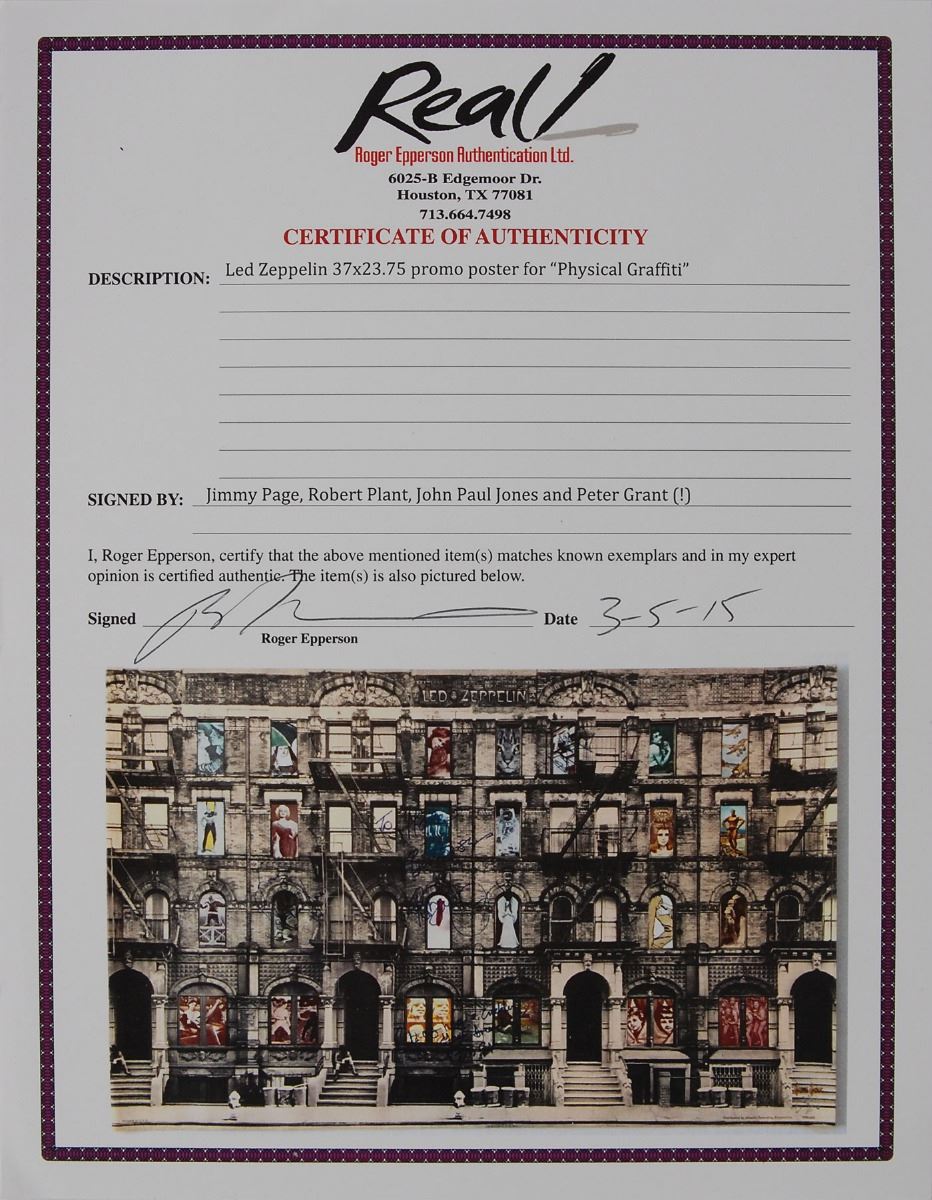 Real!
Roger Epperson Authentication Ltd.
6025-B Edgemoor Dr.
Houston, TX 77081
713.664.7498
CERTIFICATE OF AUTHENTICITY
DESCRIPTION: Led Zeppelin 37x23.75 promo poster for “Physical Graffiti”
SIGNED BY: Jimmy Page, Robert Plant, John Paul Jones and Peter Grant (!)
I, Roger Epperson, certify that the above mentioned item(s) matches known exemplars and in my expert
opinion is certified authentic. The item(s) is also pictured below.
Signed Date 3-5-15
Roger Epperson
LED ZEPPELIN
To